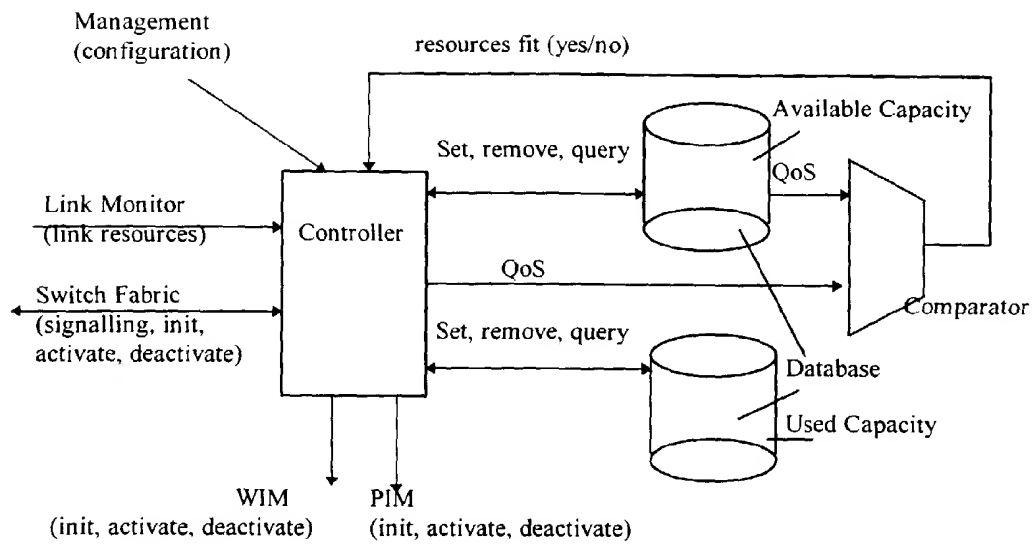 Management
(configuration)
resources fit (yes/no)
Available Capacity
Set, remove, query
QoS
Link Monitor
(link resources)
Controller
QoS
Switch Fabric
(signalling, init,
activate, deactivate)
Comparator
Set, remove, query
Database
Used Capacity
WIM
(init, activate, deactivate)
PIM
(init, activate, deactivate)